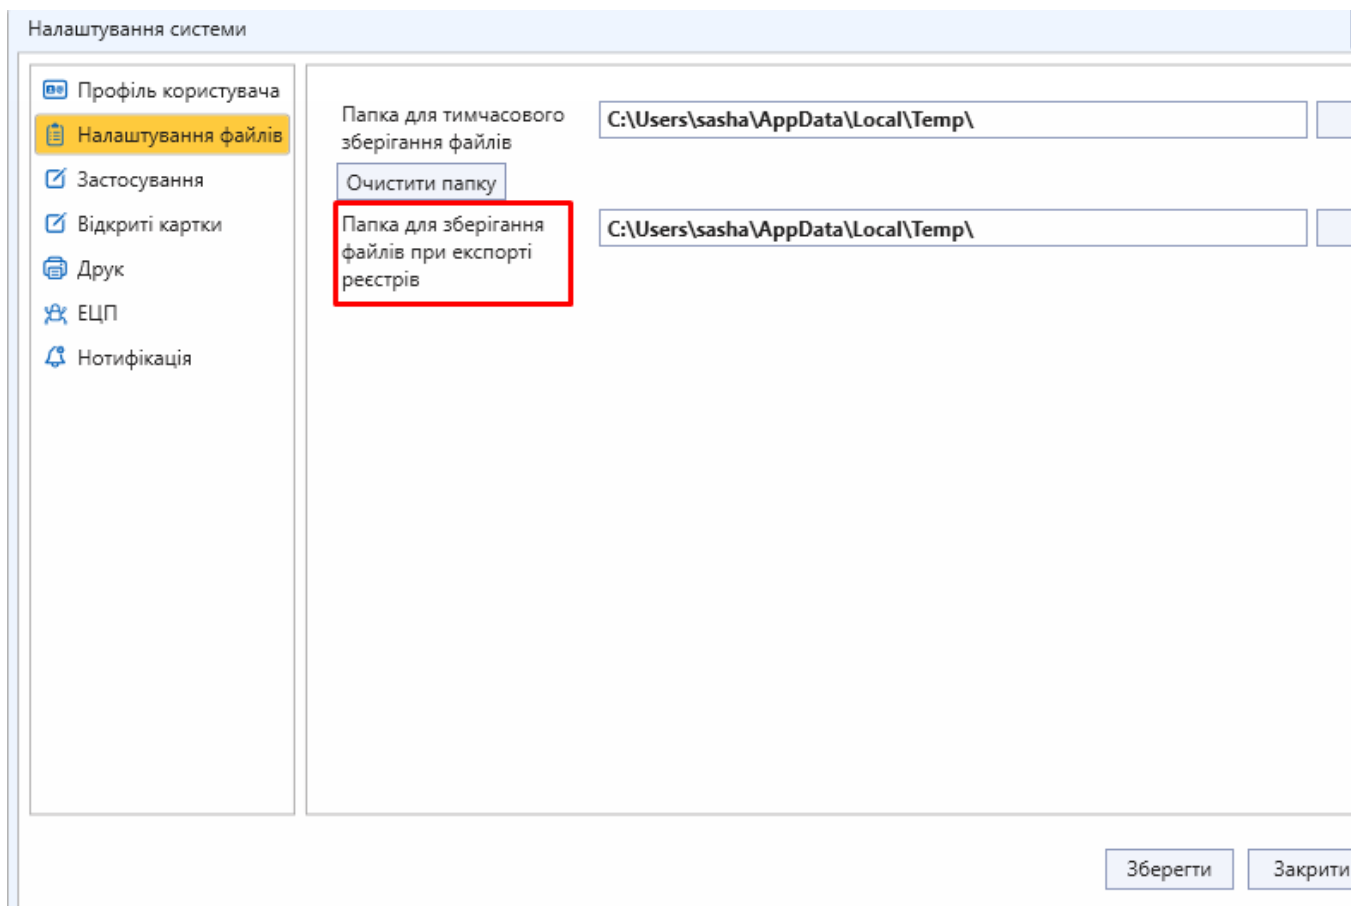 Налаштування системи
Профіль користувача
Налаштування файлів
Застосування
Відкриті картки
Друк
ЕЦП
Нотифікація
Папка для тимчасового
зберігання файлів
C:\Users\sasha\AppData\Local\Temp\
Очистити папку
Папка для зберігання
файлів при експорті
реєстрів
C:\Users\sasha\AppData\Local\Temp\
Зберегти
Закрити